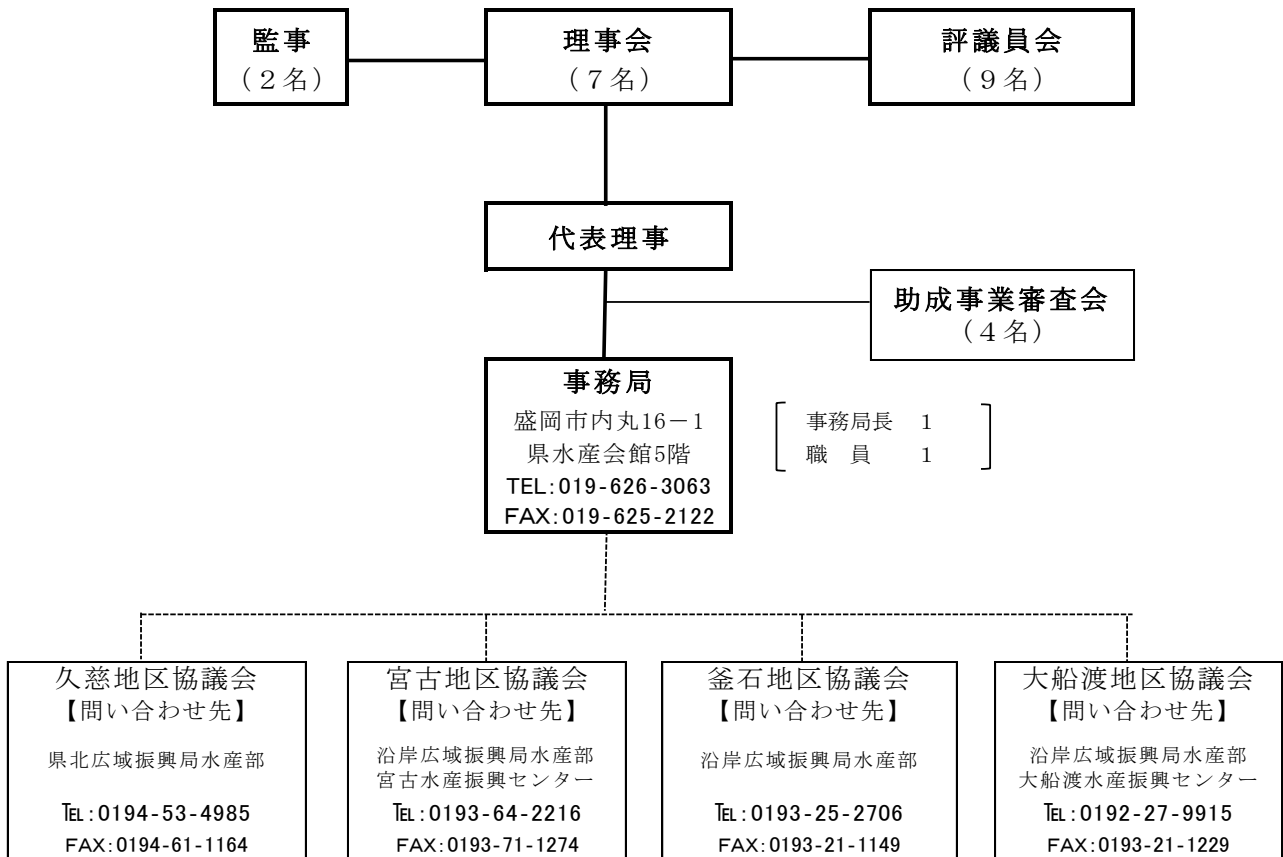 監事
（２名）
理事会
（７名）
評議員会
（９名）
代表理事
助成事業審査会
（４名）
事務局
盛岡市内丸16－1
県水産会館5階
TEL：019-626-3063
FAX：019-625-2122
事務局長　1
職　員　1
久慈地区協議会
【問い合わせ先】
県北広域振興局水産部
℡：0194-53-4985
FAX：0194-61-1164
宮古地区協議会
【問い合わせ先】
沿岸広域振興局水産部
宮古水産振興センター
℡：0193-64-2216
FAX：0193-71-1274
釜石地区協議会
【問い合わせ先】
沿岸広域振興局水産部
℡：0193-25-2706
FAX：0193-21-1149
大船渡地区協議会
【問い合わせ先】
沿岸広域振興局水産部
大船渡水産振興センター
℡：0192-27-9915
FAX：0193-21-1229